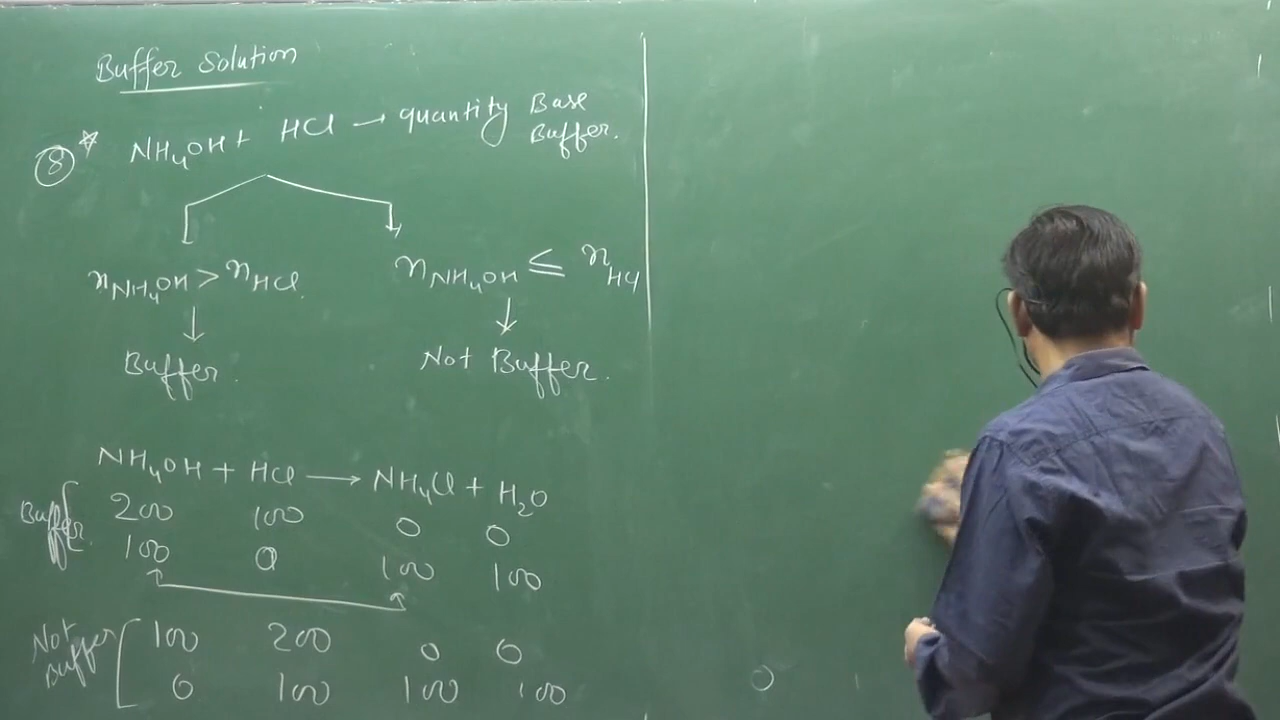 Buffer Solution
⑧* NH₄OH + HCl → quantity Base
Buffer.
nNH₄OH > nHCl. nNH₄OH ≤ nHCl
↓ ↓
Buffer. Not Buffer.
NH₄OH + HCl → NH₄Cl + H₂O
Buffer. 200 100 0 0
100 0 100 100
Not Buffer 100 200 0 0
0 100 100 100
0